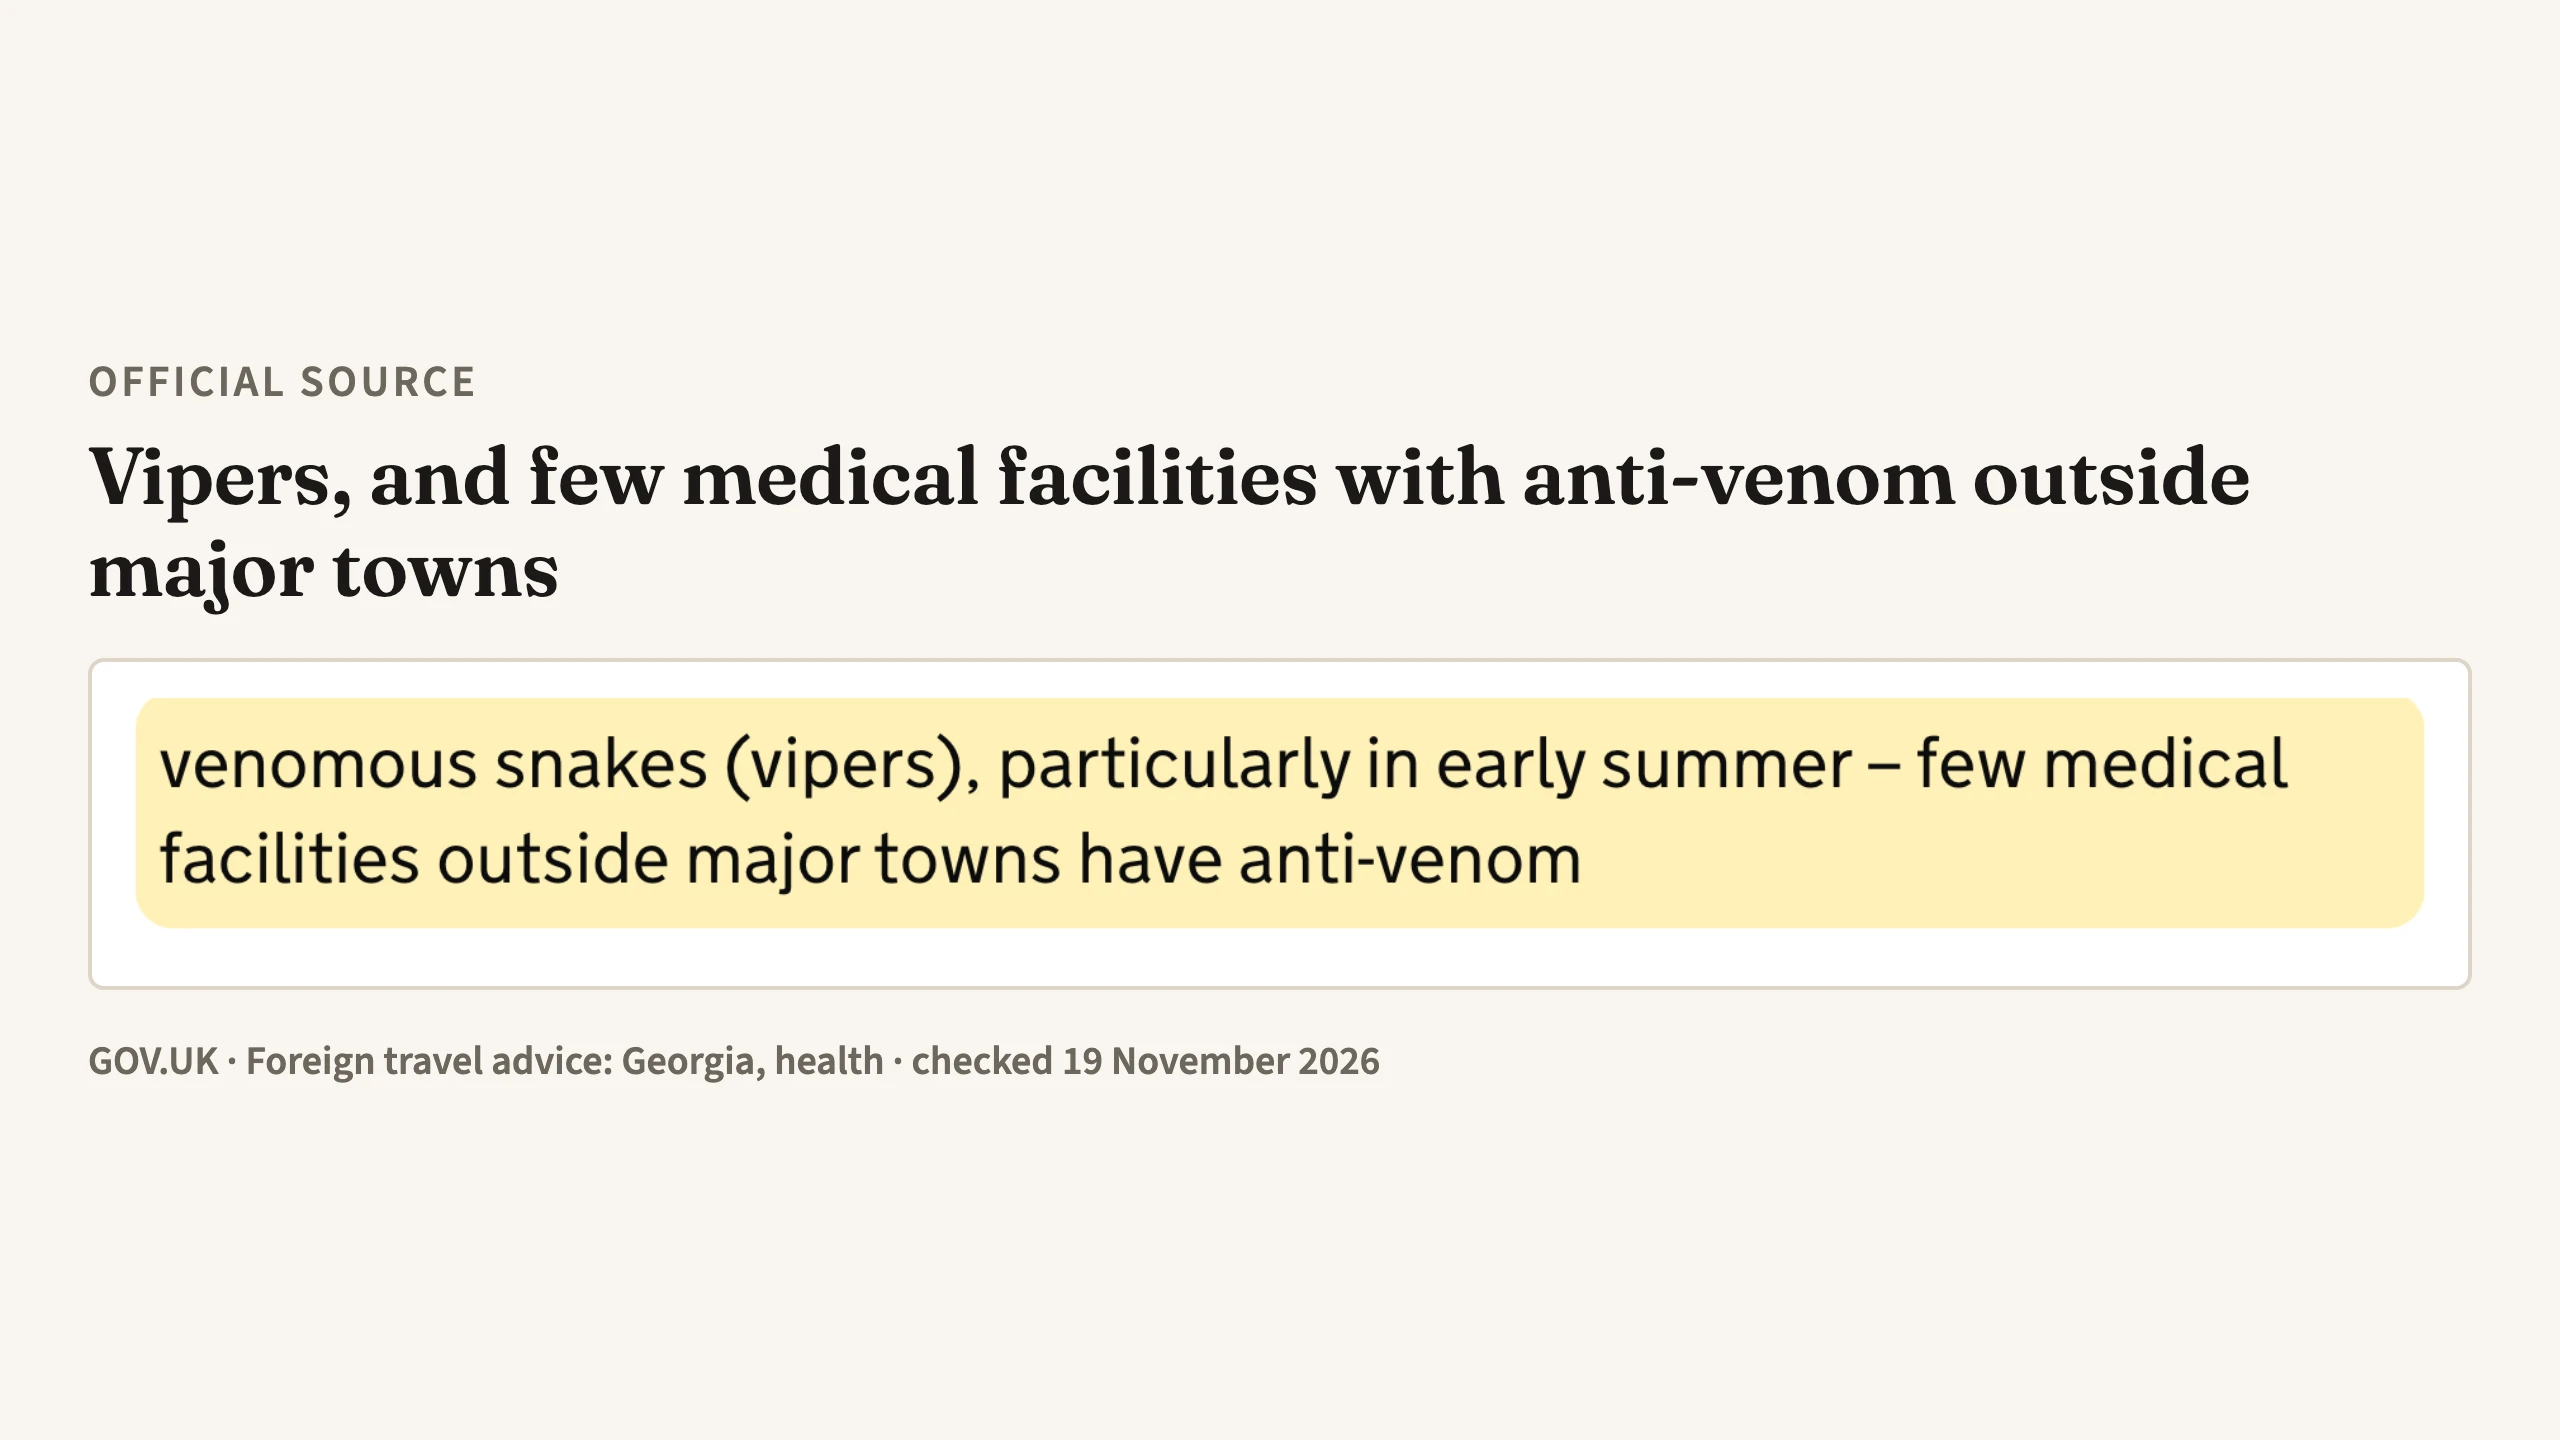 OFFICIAL SOURCE
Vipers, and few medical facilities with anti-venom outside
major towns
venomous snakes (vipers), particularly in early summer – few medical
facilities outside major towns have anti-venom
GOV.UK · Foreign travel advice: Georgia, health · checked 19 November 2026